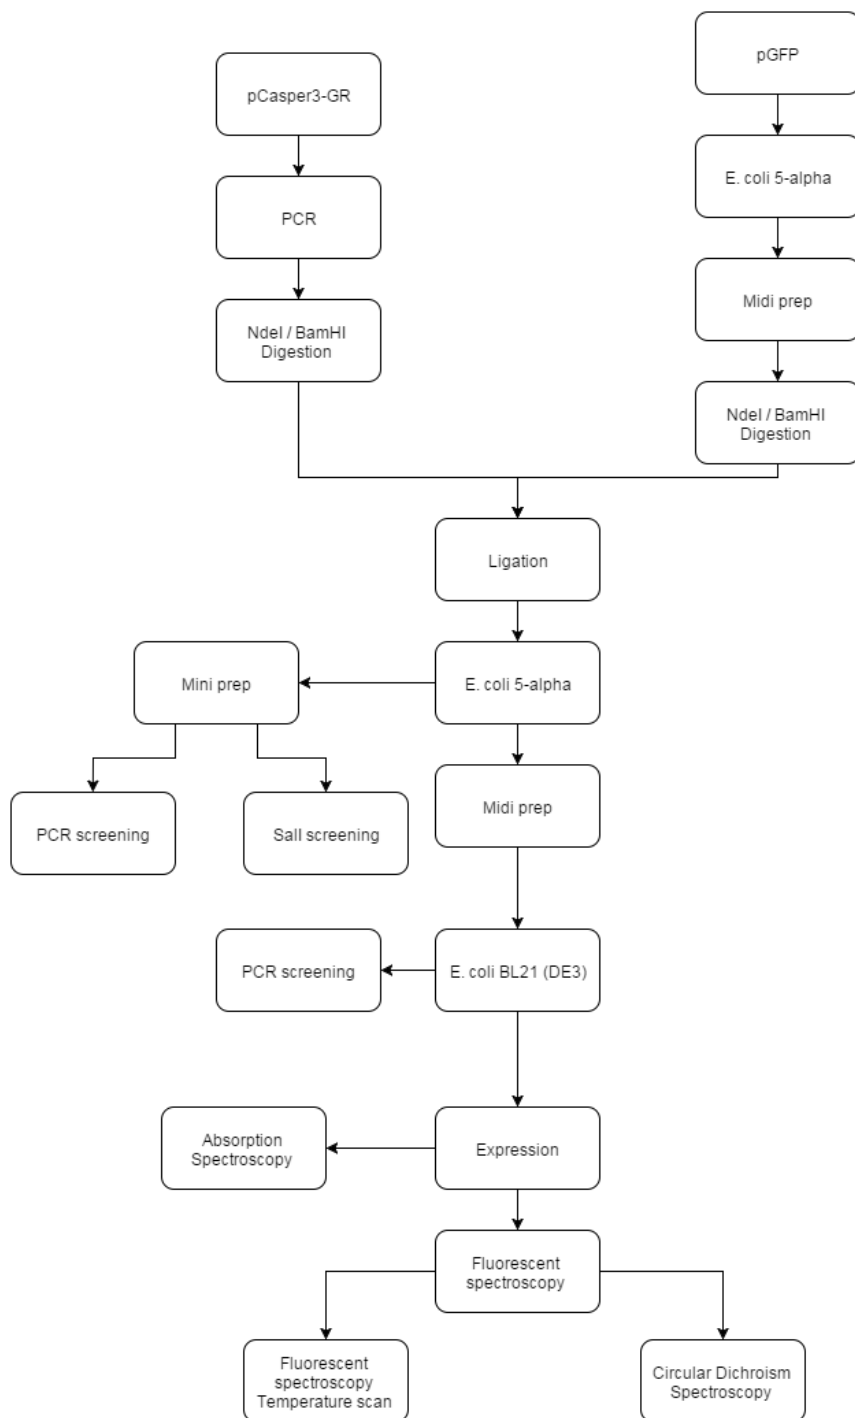 pGFP
pCasper3-GR
E. coli 5-alpha
PCR
Midi prep
NdeI / BamHI
Digestion
NdeI / BamHI
Digestion
Ligation
Mini prep
E. coli 5-alpha
PCR screening
SalI screening
Midi prep
PCR screening
E. coli BL21 (DE3)
Absorption
Spectroscopy
Expression
Fluorescent
spectroscopy
Fluorescent
spectroscopy
Temperature scan
Circular Dichroism
Spectroscopy